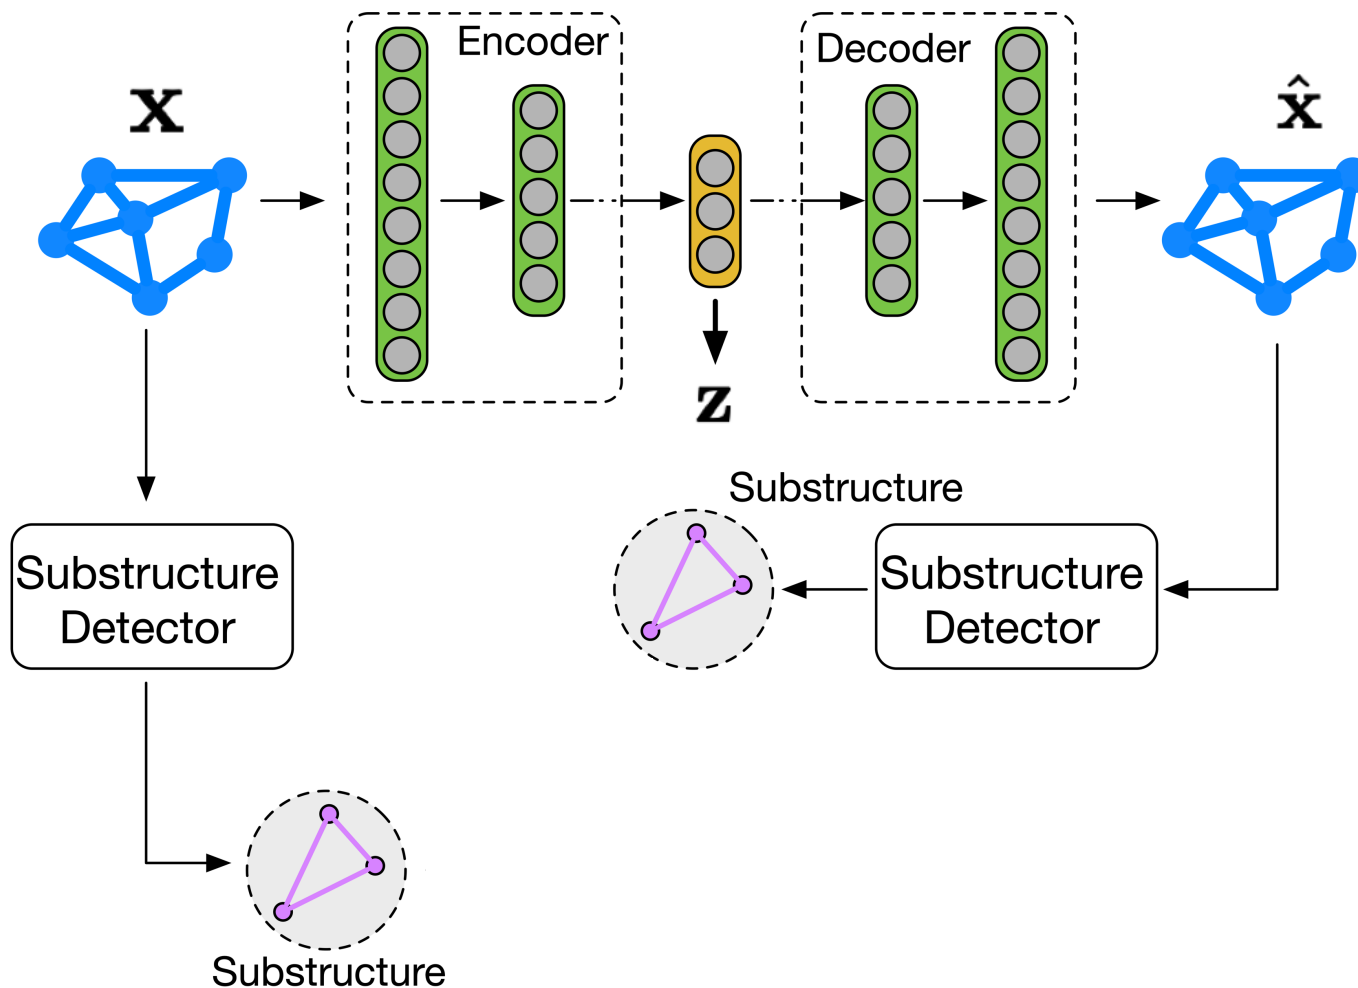 Encoder
Decoder
x
x̂
z
Substructure
Substructure
Detector
Substructure
Detector
Substructure